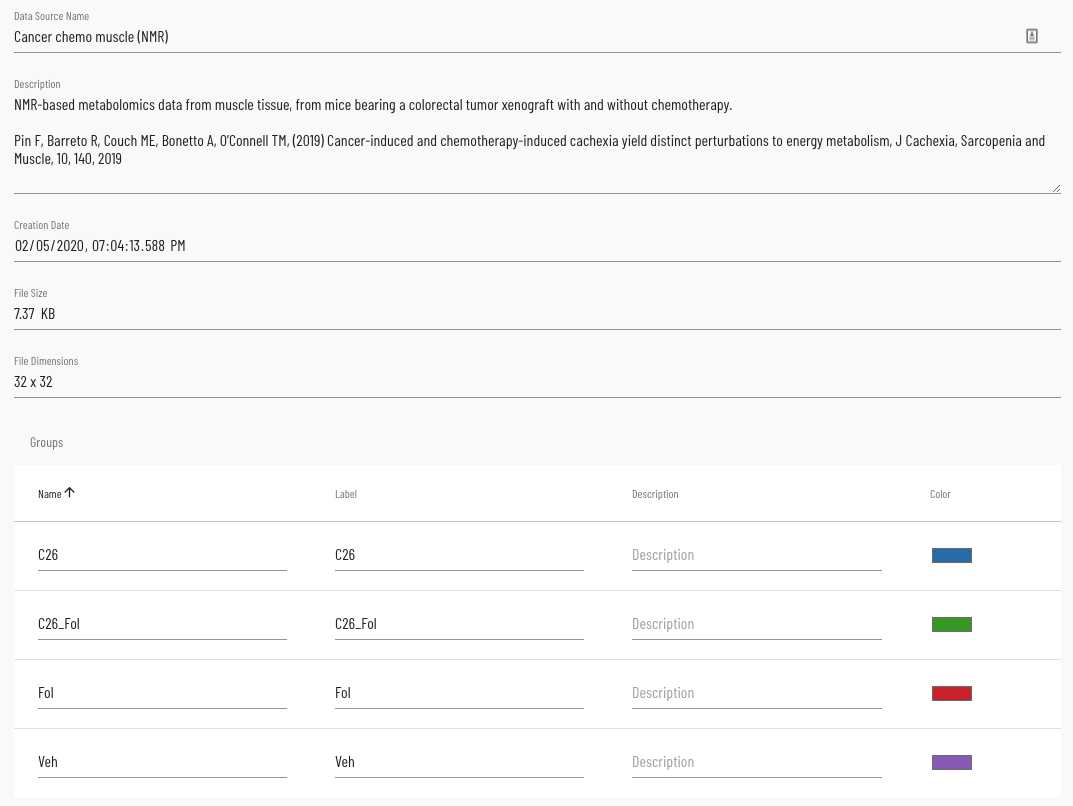 Data Source Name
Cancer chemo muscle (NMR)
Description
NMR-based metabolomics data from muscle tissue, from mice bearing a colorectal tumor xenograft with and without chemotherapy.
Pin F, Barreto R, Couch ME, Bonetto A, O’Connell TM, (2019) Cancer-induced and chemotherapy-induced cachexia yield distinct perturbations to energy metabolism, J Cachexia, Sarcopenia and
Muscle, 10, 140, 2019
Creation Date
02/05/2020, 07:04:13.588 PM
File Size
7.37 KB
File Dimensions
32 x 32
Groups
Name Label Description Color
C26 C26 Description
C26_Fol C26_Fol Description
Fol Fol Description
Veh Veh Description